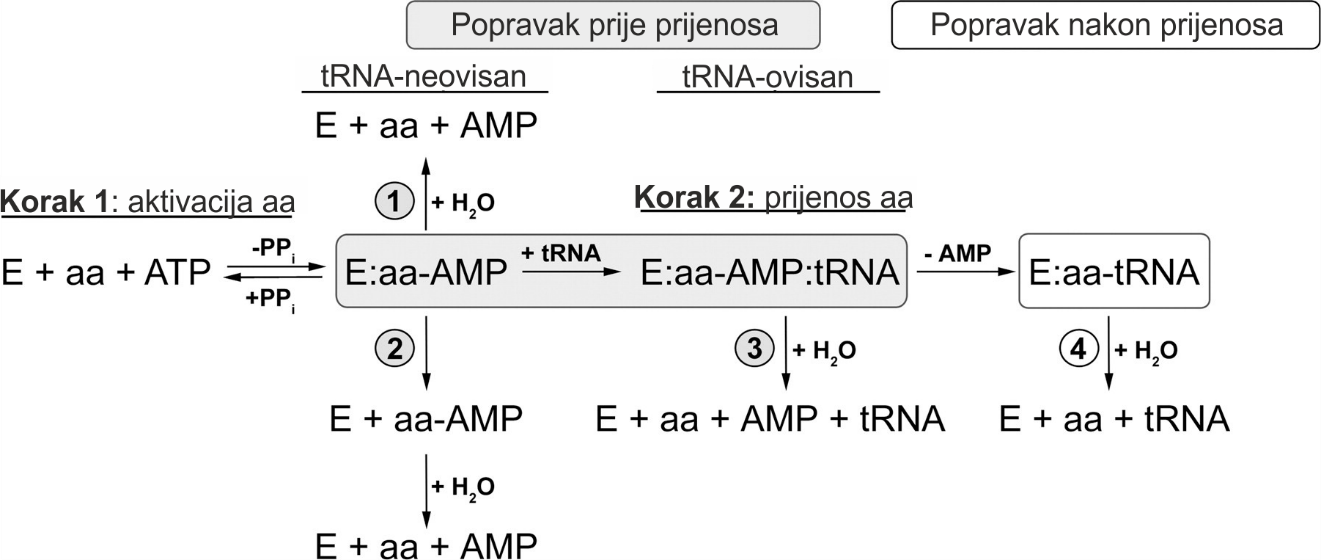 Popravak prije prijenosa
Popravak nakon prijenosa
tRNA-neovisan
tRNA-ovisan
E + aa + AMP
1 + H₂O
Korak 1: aktivacija aa
Korak 2: prijenos aa
E + aa + ATP
-PPᵢ
+PPᵢ
E:aa-AMP
+ tRNA
E:aa-AMP:tRNA
- AMP
E:aa-tRNA
2
3 + H₂O
4 + H₂O
E + aa-AMP
E + aa + AMP + tRNA
E + aa + tRNA
+ H₂O
E + aa + AMP